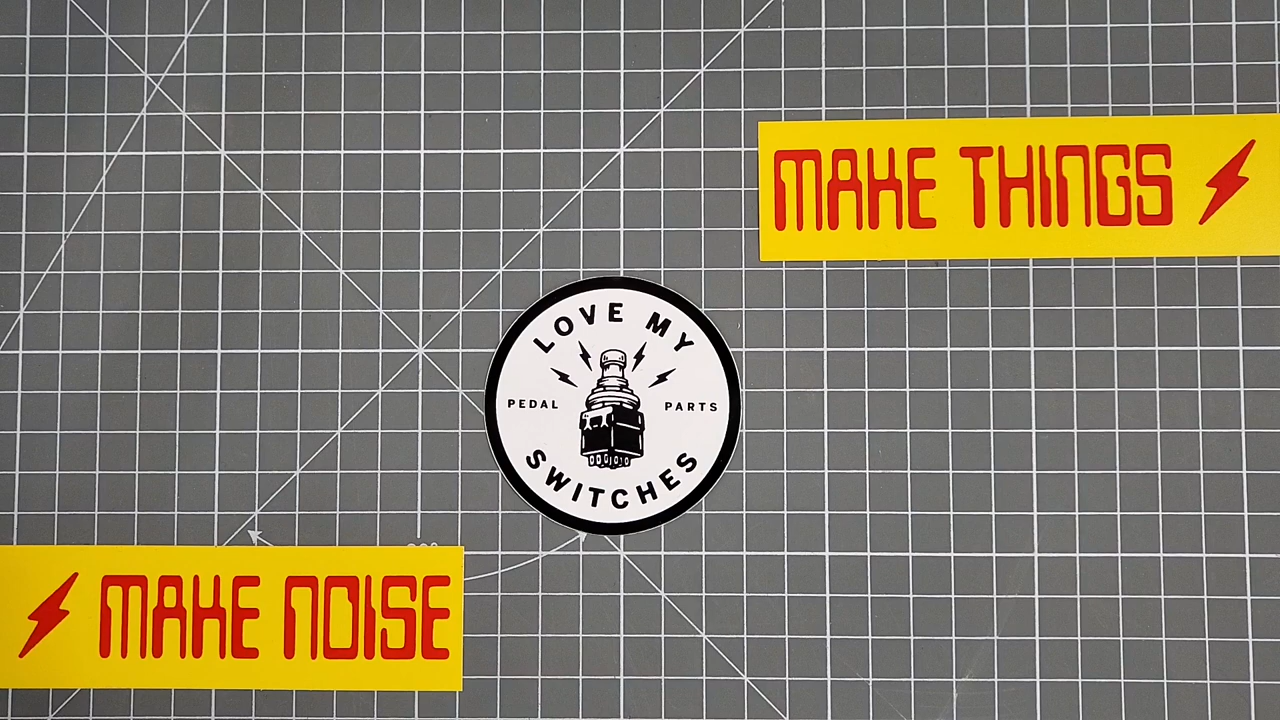 MAKE THINGS
LOVE MY
PEDAL PARTS
SWITCHES
MAKE NOISE